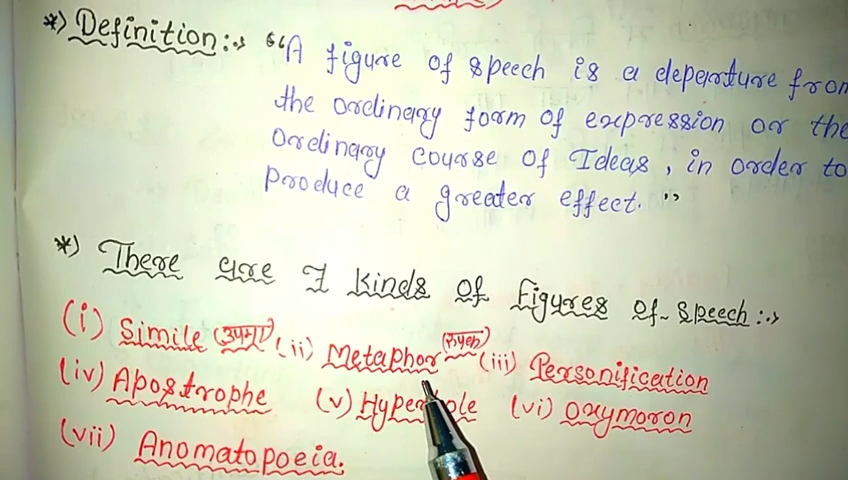 *) Definition :- "A figure of speech is a departure from
the ordinary form of expression or the
ordinary course of Ideas, in order to
produce a greater effect."
*) There are 7 Kinds of Figures of speech :-
(i) Simile (उपमा) (ii) Metaphor (रूपक) (iii) Personification
(iv) Apostrophe (v) Hyperbole (vi) Oxymoron
(vii) Anomatopoeia.